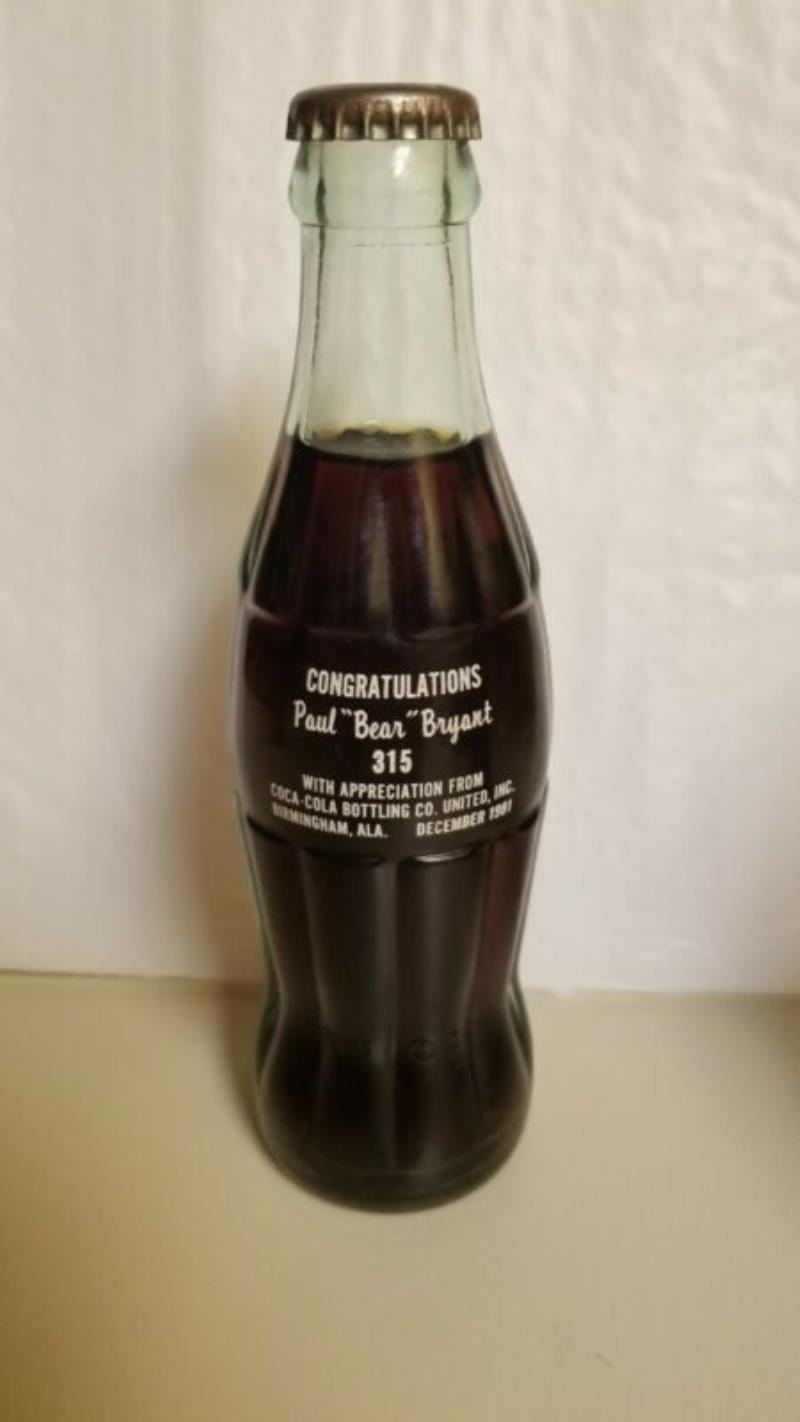 CONGRATULATIONS
Paul "Bear" Bryant
315
WITH APPRECIATION FROM
COCA-COLA BOTTLING CO. UNITED, INC.
BIRMINGHAM, ALA. DECEMBER 1981